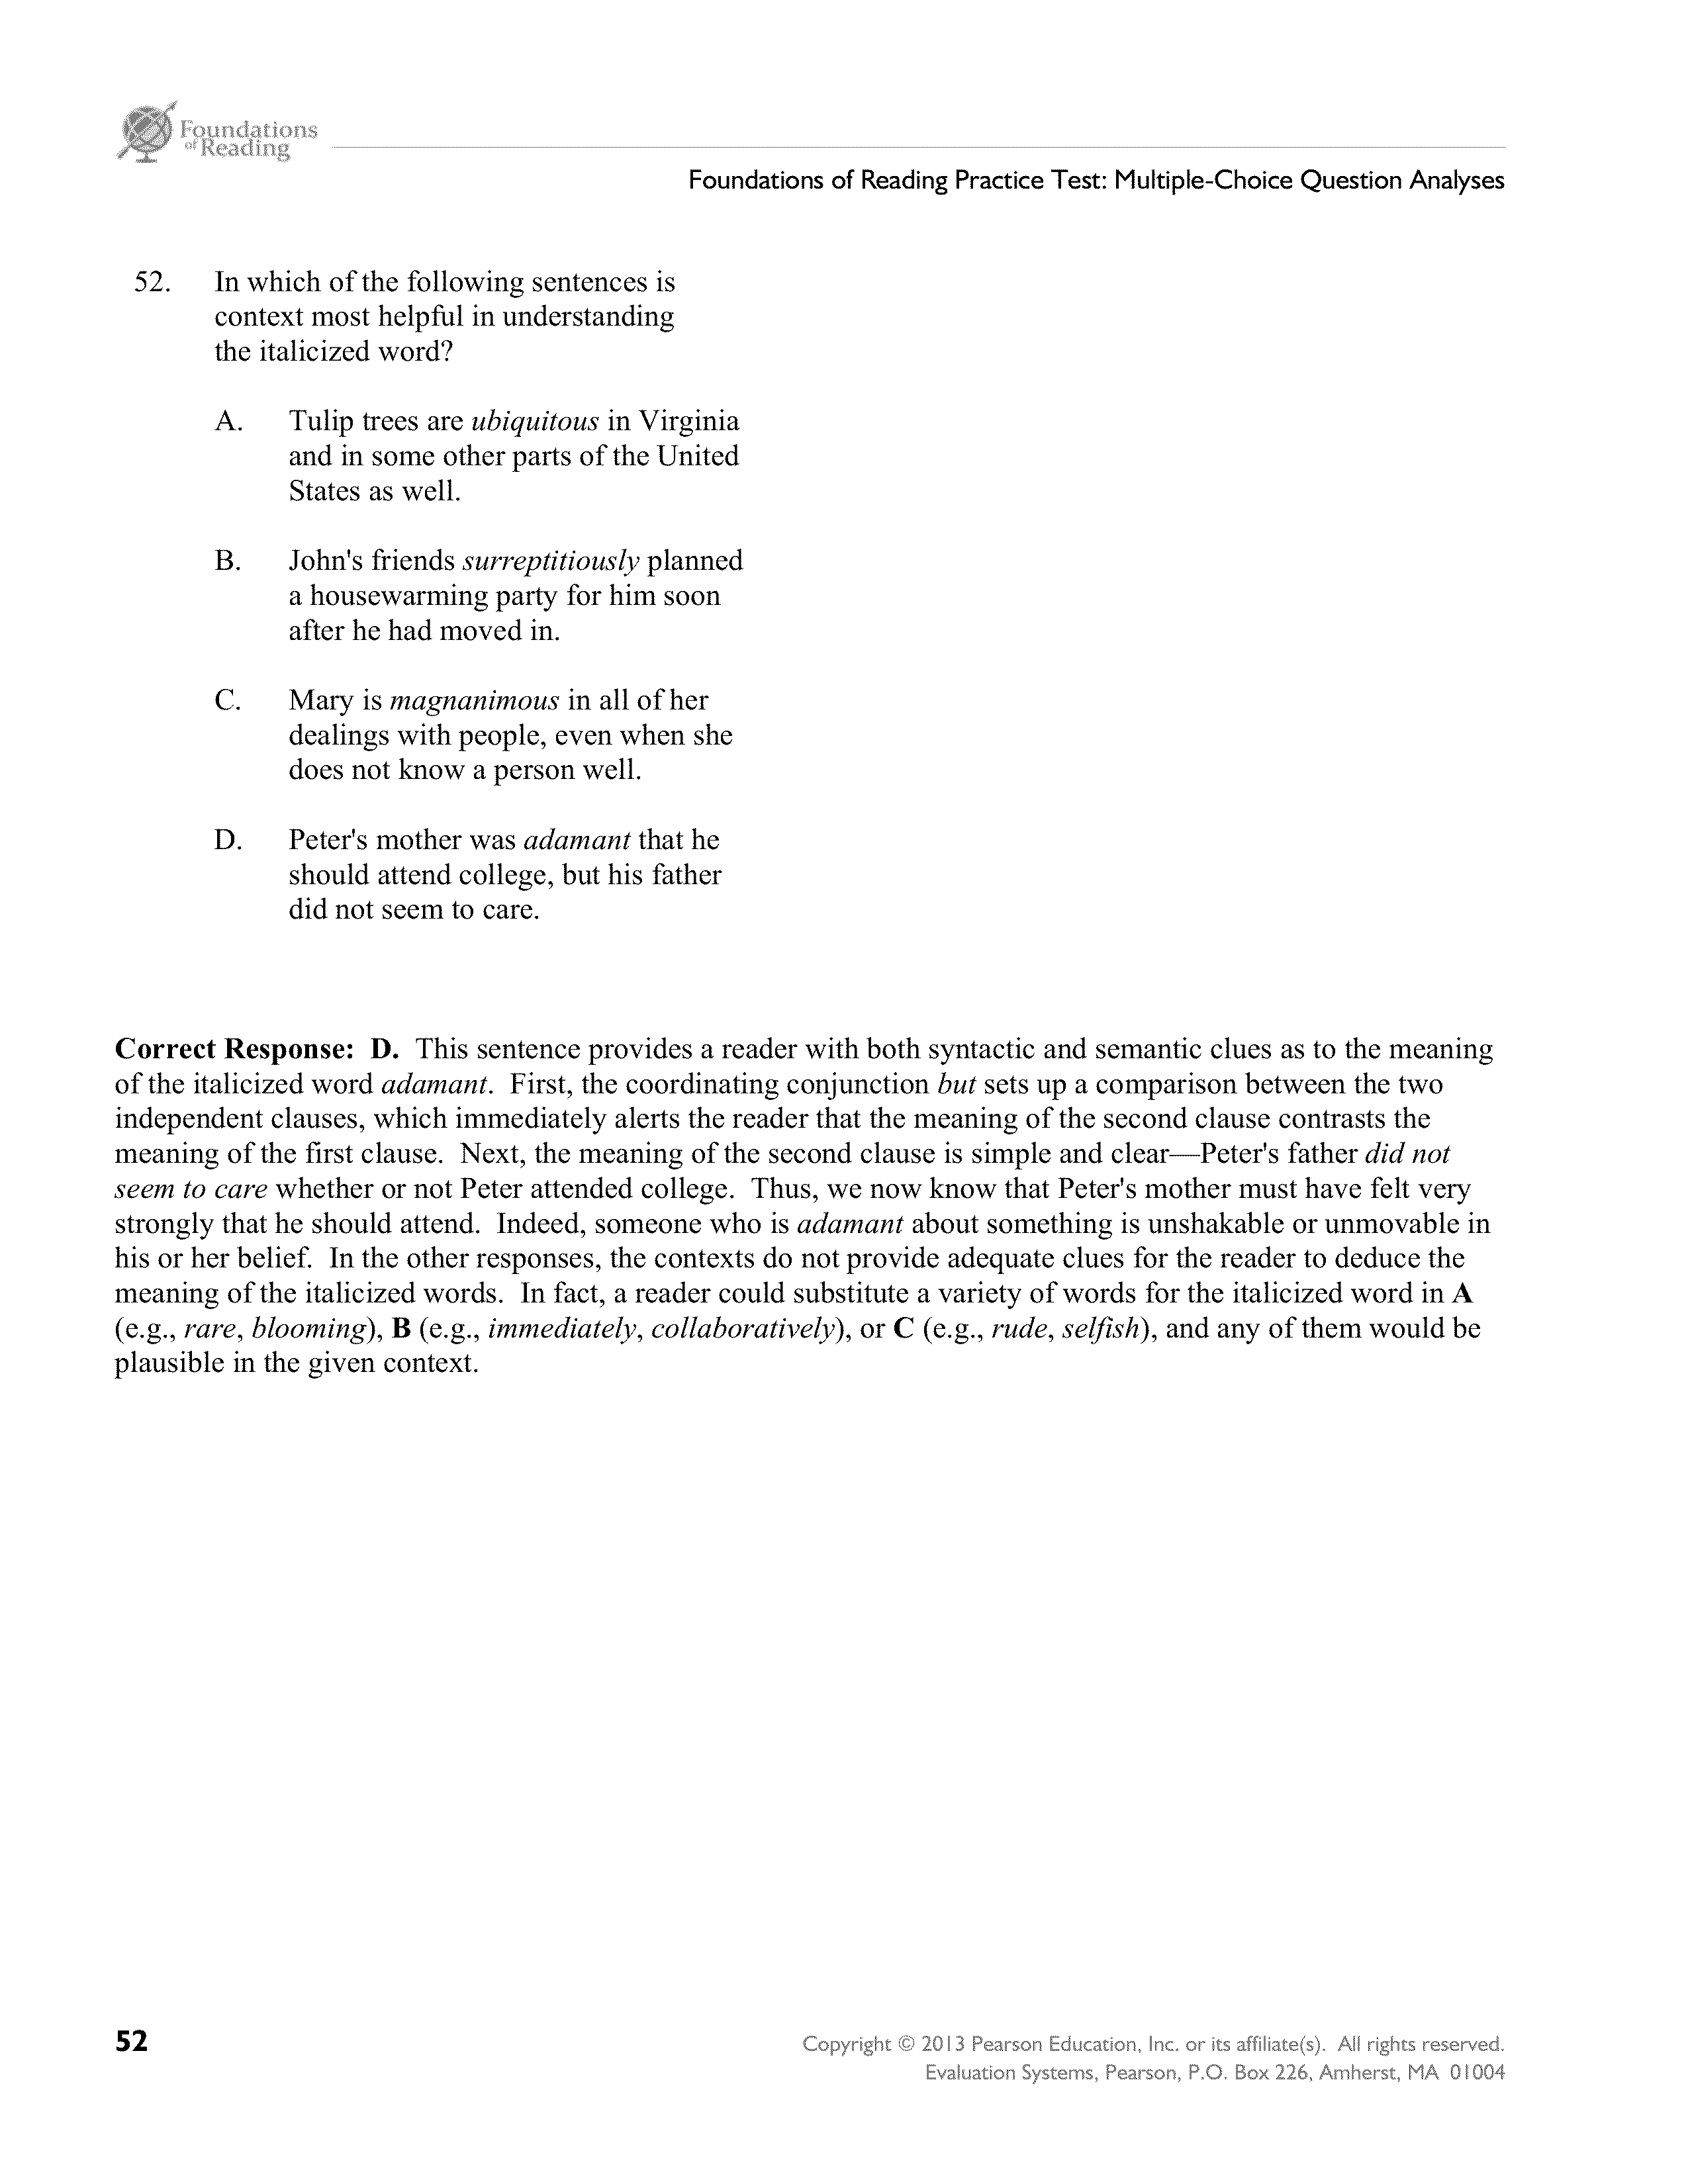 Foundations
of Reading
Foundations of Reading Practice Test: Multiple-Choice Question Analyses
52. In which of the following sentences is
context most helpful in understanding
the italicized word?
A. Tulip trees are ubiquitous in Virginia
and in some other parts of the United
States as well.
B. John's friends surreptitiously planned
a housewarming party for him soon
after he had moved in.
C. Mary is magnanimous in all of her
dealings with people, even when she
does not know a person well.
D. Peter's mother was adamant that he
should attend college, but his father
did not seem to care.
Correct Response: D. This sentence provides a reader with both syntactic and semantic clues as to the meaning
of the italicized word adamant. First, the coordinating conjunction but sets up a comparison between the two
independent clauses, which immediately alerts the reader that the meaning of the second clause contrasts the
meaning of the first clause. Next, the meaning of the second clause is simple and clear—Peter's father did not
seem to care whether or not Peter attended college. Thus, we now know that Peter's mother must have felt very
strongly that he should attend. Indeed, someone who is adamant about something is unshakable or unmovable in
his or her belief. In the other responses, the contexts do not provide adequate clues for the reader to deduce the
meaning of the italicized words. In fact, a reader could substitute a variety of words for the italicized word in A
(e.g., rare, blooming), B (e.g., immediately, collaboratively), or C (e.g., rude, selfish), and any of them would be
plausible in the given context.
52
Copyright © 2013 Pearson Education, Inc. or its affiliate(s). All rights reserved.
Evaluation Systems, Pearson, P.O. Box 226, Amherst, MA 01004